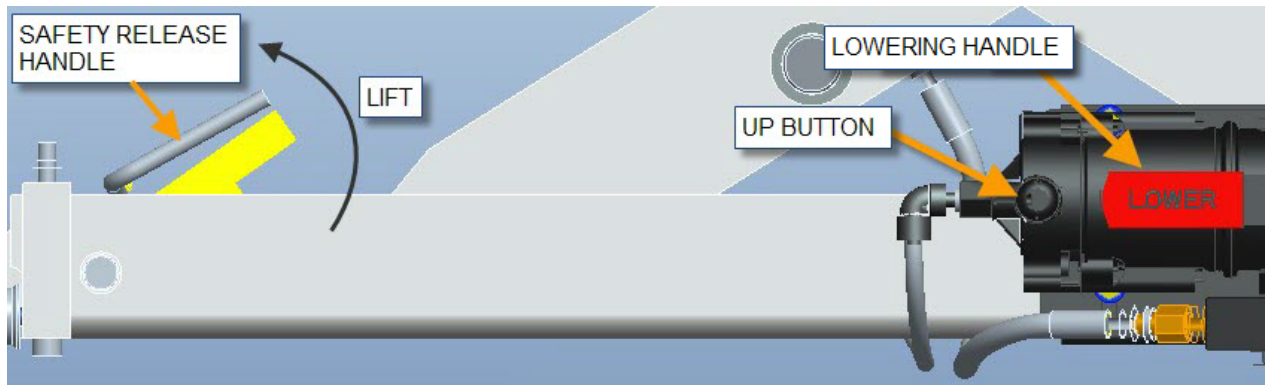 SAFETY RELEASE
HANDLE
LIFT
LOWERING HANDLE
UP BUTTON
LOWER